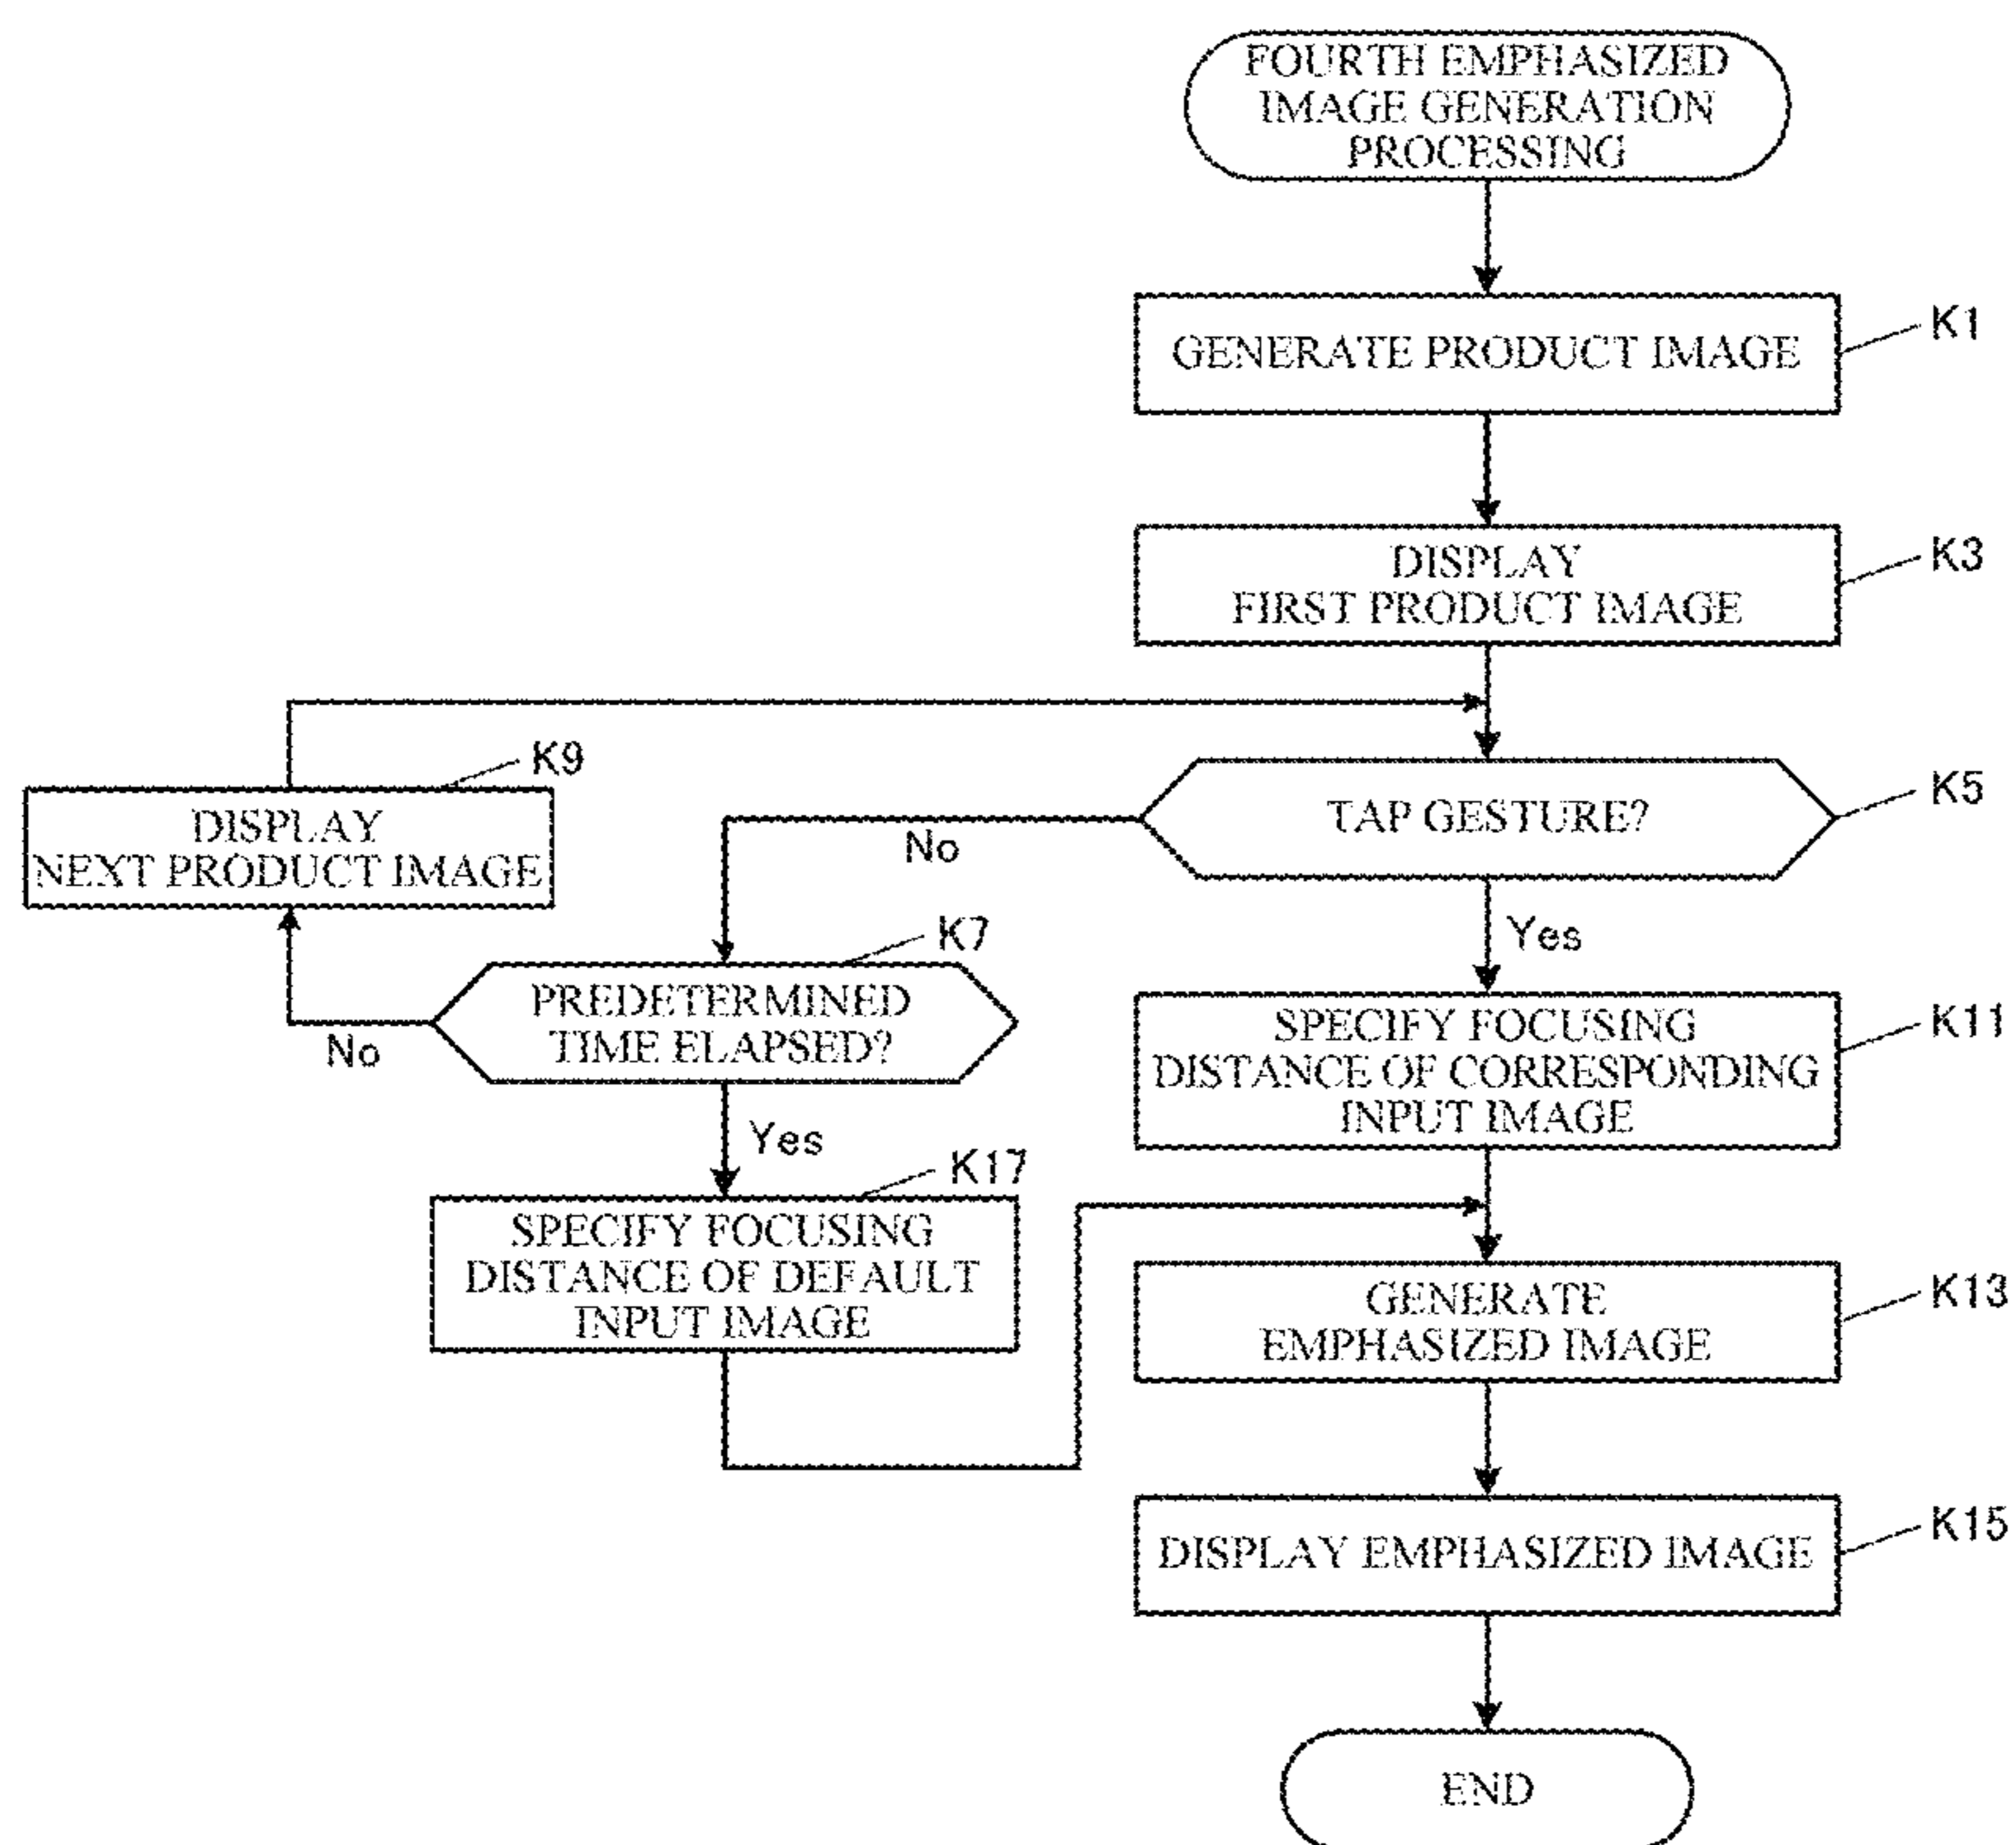 FOURTH EMPHASIZED
IMAGE GENERATION
PROCESSING
GENERATE PRODUCT IMAGE
K1
DISPLAY
FIRST PRODUCT IMAGE
K3
TAP GESTURE?
K5
No
Yes
PREDETERMINED
TIME ELAPSED?
K7
No
Yes
DISPLAY
NEXT PRODUCT IMAGE
K9
SPECIFY FOCUSING
DISTANCE OF CORRESPONDING
INPUT IMAGE
K11
SPECIFY FOCUSING
DISTANCE OF DEFAULT
INPUT IMAGE
K17
GENERATE
EMPHASIZED IMAGE
K13
DISPLAY EMPHASIZED IMAGE
K15
END